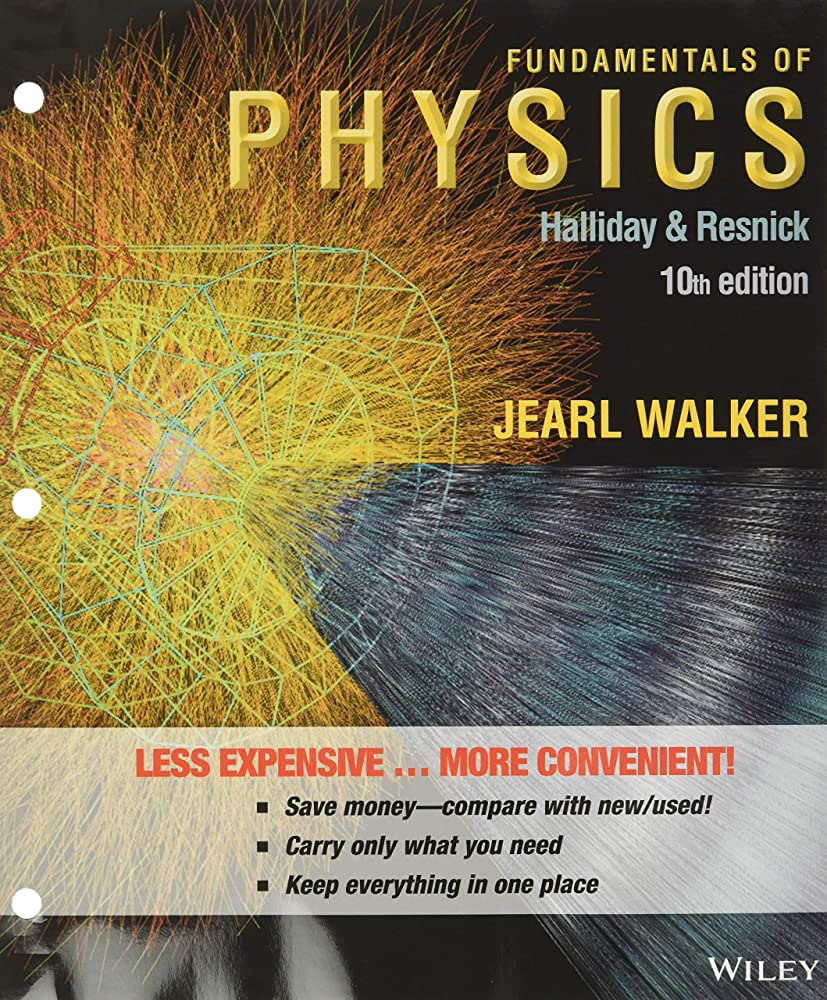 FUNDAMENTALS OF
PHYSICS
Halliday & Resnick
10th edition
JEARL WALKER
LESS EXPENSIVE ... MORE CONVENIENT!
▪ Save money—compare with new/used!
▪ Carry only what you need
▪ Keep everything in one place
WILEY